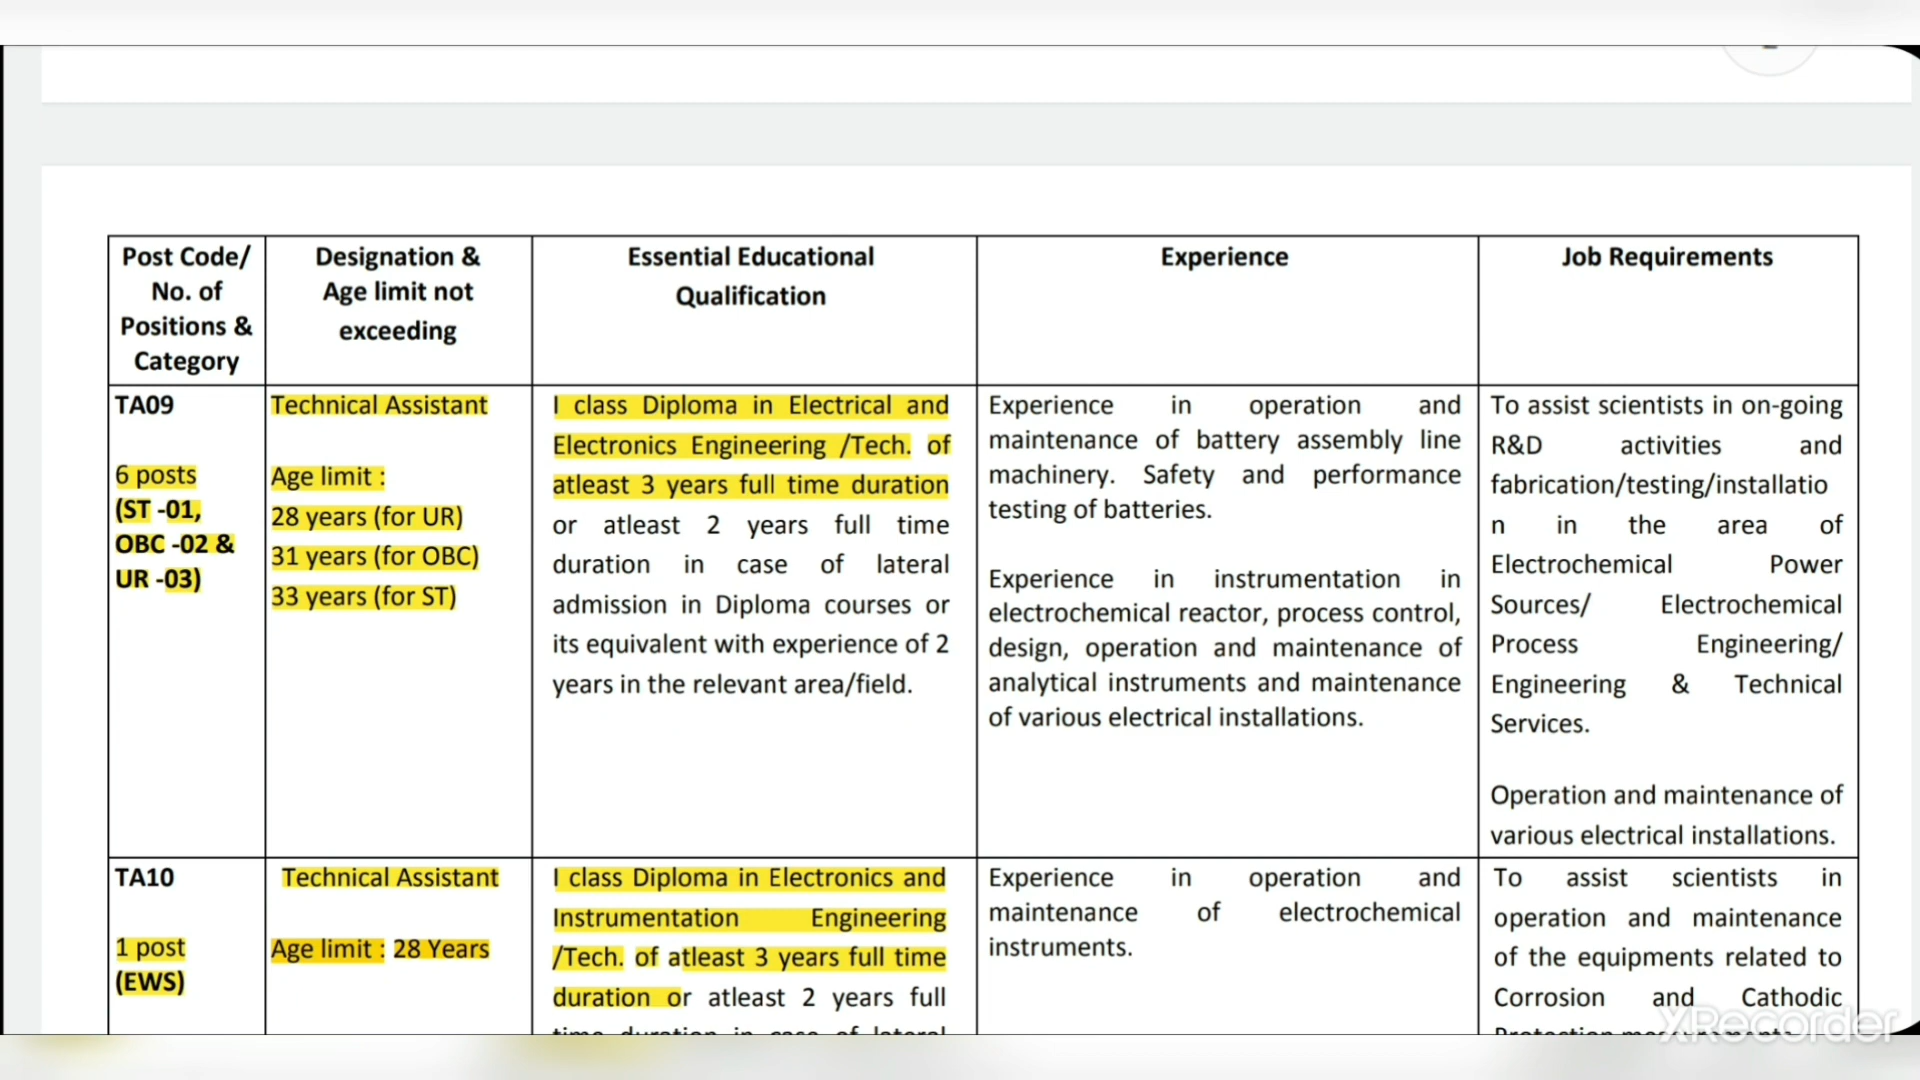 Post Code/
No. of
Positions &
Category
Designation &
Age limit not
exceeding
Essential Educational
Qualification
Experience
Job Requirements
TA09
6 posts
(ST -01,
OBC -02 &
UR -03)
Technical Assistant
Age limit :
28 years (for UR)
31 years (for OBC)
33 years (for ST)
I class Diploma in Electrical and
Electronics Engineering /Tech. of
atleast 3 years full time duration
or atleast 2 years full time
duration in case of lateral
admission in Diploma courses or
its equivalent with experience of 2
years in the relevant area/field.
Experience in operation and
maintenance of battery assembly line
machinery. Safety and performance
testing of batteries.
Experience in instrumentation in
electrochemical reactor, process control,
design, operation and maintenance of
analytical instruments and maintenance
of various electrical installations.
To assist scientists in on-going
R&D activities and
fabrication/testing/installatio
n in the area of
Electrochemical Power
Sources/ Electrochemical
Process Engineering/
Engineering & Technical
Services.
Operation and maintenance of
various electrical installations.
TA10
1 post
(EWS)
Technical Assistant
Age limit : 28 Years
I class Diploma in Electronics and
Instrumentation Engineering
/Tech. of atleast 3 years full time
duration or atleast 2 years full
time duration in case of lateral
Experience in operation and
maintenance of electrochemical
instruments.
To assist scientists in
operation and maintenance
of the equipments related to
Corrosion and Cathodic
Protection measurements
XRecorder